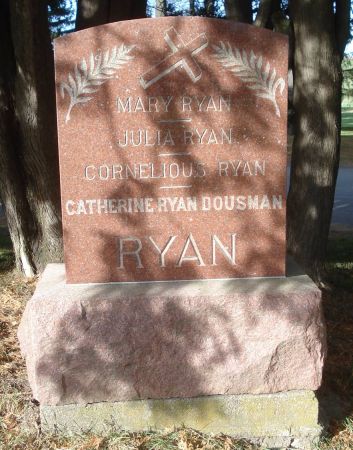 MARY RYAN
JULIA RYAN
CORNELIOUS RYAN
CATHERINE RYAN DOUSMAN
RYAN